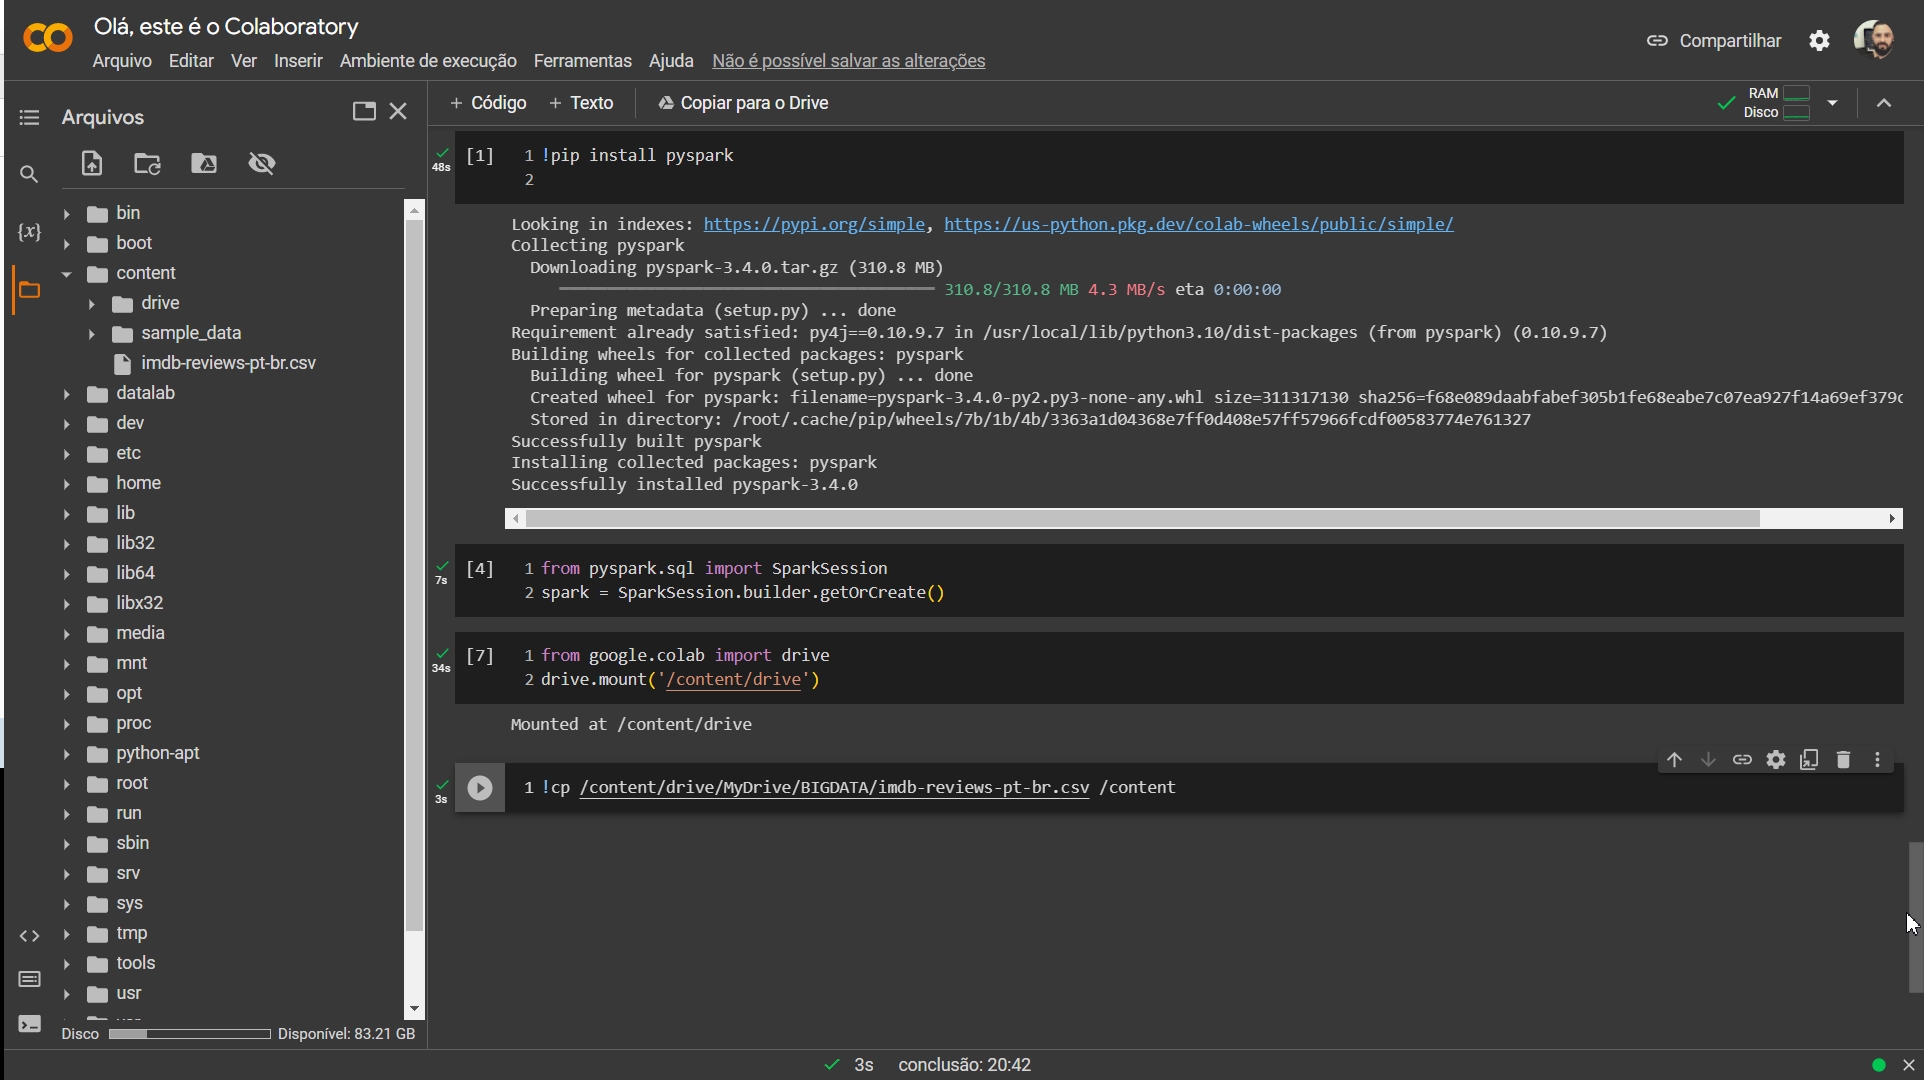 Olá, este é o Colaboratory
Arquivo Editar Ver Inserir Ambiente de execução Ferramentas Ajuda Não é possível salvar as alterações
Compartilhar
Arquivos
+ Código + Texto Copiar para o Drive
RAM
Disco
bin
boot
content
drive
sample_data
imdb-reviews-pt-br.csv
datalab
dev
etc
home
lib
lib32
lib64
libx32
media
mnt
opt
proc
python-apt
root
run
sbin
srv
sys
tmp
tools
usr
Disco Disponível: 83.21 GB
{x}
48s [1] 1 !pip install pyspark
2
Looking in indexes: https://pypi.org/simple, https://us-python.pkg.dev/colab-wheels/public/simple/
Collecting pyspark
Downloading pyspark-3.4.0.tar.gz (310.8 MB)
310.8/310.8 MB 4.3 MB/s eta 0:00:00
Preparing metadata (setup.py) ... done
Requirement already satisfied: py4j==0.10.9.7 in /usr/local/lib/python3.10/dist-packages (from pyspark) (0.10.9.7)
Building wheels for collected packages: pyspark
Building wheel for pyspark (setup.py) ... done
Created wheel for pyspark: filename=pyspark-3.4.0-py2.py3-none-any.whl size=311317130 sha256=f68e089daabfabef305b1fe68eabe7c07ea927f14a69ef379c
Stored in directory: /root/.cache/pip/wheels/7b/1b/4b/3363a1d04368e7ff0d408e57ff57966fcdf00583774e761327
Successfully built pyspark
Installing collected packages: pyspark
Successfully installed pyspark-3.4.0
7s [4] 1 from pyspark.sql import SparkSession
2 spark = SparkSession.builder.getOrCreate()
34s [7] 1 from google.colab import drive
2 drive.mount('/content/drive')
Mounted at /content/drive
3s 1 !cp /content/drive/MyDrive/BIGDATA/imdb-reviews-pt-br.csv /content
3s conclusão: 20:42